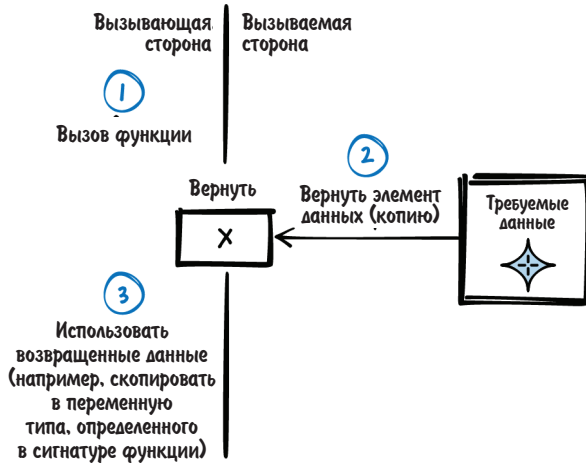 Вызывающая
сторона
Вызываемая
сторона
1
Вызов функции
2
Вернуть
Вернуть элемент
данных (копию)
Требуемые
данные
X
3
Использовать
возвращенные данные
(например, скопировать
в переменную
типа, определенного
в сигнатуре функции)